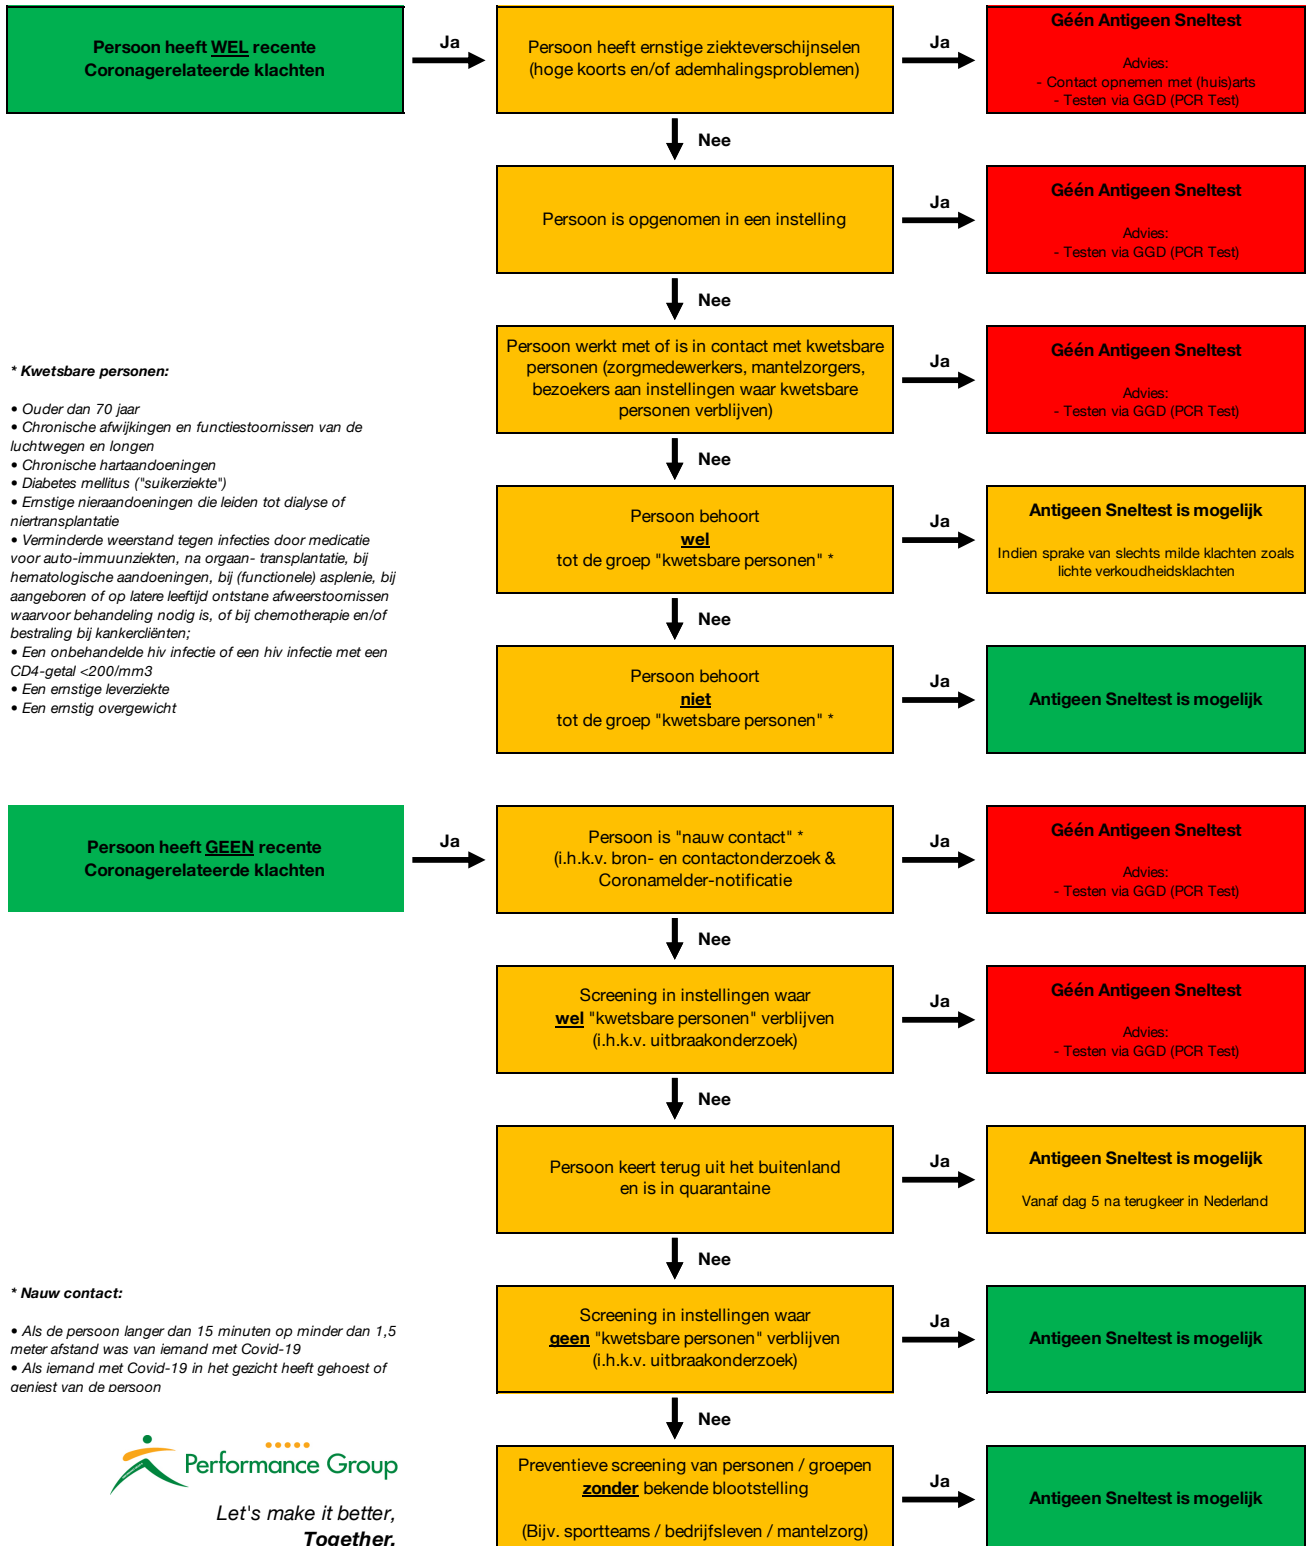 Persoon heeft WEL recente
Coronagerelateerde klachten
Ja
Persoon heeft ernstige ziekteverschijnselen
(hoge koorts en/of ademhalingsproblemen)
Ja
Géén Antigeen Sneltest
Advies:
- Contact opnemen met (huis)arts
- Testen via GGD (PCR Test)
Nee
Persoon is opgenomen in een instelling
Ja
Géén Antigeen Sneltest
Advies:
- Testen via GGD (PCR Test)
Nee
Persoon werkt met of is in contact met kwetsbare
personen (zorgmedewerkers, mantelzorgers,
bezoekers aan instellingen waar kwetsbare
personen verblijven)
Ja
Géén Antigeen Sneltest
Advies:
- Testen via GGD (PCR Test)
Nee
* Kwetsbare personen:
• Ouder dan 70 jaar
• Chronische afwijkingen en functiestoornissen van de
luchtwegen en longen
• Chronische hartaandoeningen
• Diabetes mellitus ("suikerziekte")
• Ernstige nieraandoeningen die leiden tot dialyse of
niertransplantatie
• Verminderde weerstand tegen infecties door medicatie
voor auto-immuunziekten, na orgaan- transplantatie, bij
hematologische aandoeningen, bij (functionele) asplenie, bij
aangeboren of op latere leeftijd ontstane afweerstoornissen
waarvoor behandeling nodig is, of bij chemotherapie en/of
bestraling bij kankercliënten;
• Een onbehandelde hiv infectie of een hiv infectie met een
CD4-getal <200/mm3
• Een ernstige leverziekte
• Een ernstig overgewicht
Persoon behoort
wel
tot de groep "kwetsbare personen" *
Ja
Antigeen Sneltest is mogelijk
Indien sprake van slechts milde klachten zoals
lichte verkoudheidsklachten
Nee
Persoon behoort
niet
tot de groep "kwetsbare personen" *
Ja
Antigeen Sneltest is mogelijk
Persoon heeft GEEN recente
Coronagerelateerde klachten
Ja
Persoon is "nauw contact" *
(i.h.k.v. bron- en contactonderzoek &
Coronamelder-notificatie
Ja
Géén Antigeen Sneltest
Advies:
- Testen via GGD (PCR Test)
Nee
Screening in instellingen waar
wel "kwetsbare personen" verblijven
(i.h.k.v. uitbraakonderzoek)
Ja
Géén Antigeen Sneltest
Advies:
- Testen via GGD (PCR Test)
Nee
Persoon keert terug uit het buitenland
en is in quarantaine
Ja
Antigeen Sneltest is mogelijk
Vanaf dag 5 na terugkeer in Nederland
Nee
* Nauw contact:
• Als de persoon langer dan 15 minuten op minder dan 1,5
meter afstand was van iemand met Covid-19
• Als iemand met Covid-19 in het gezicht heeft gehoest of
geniest van de persoon
Screening in instellingen waar
geen "kwetsbare personen" verblijven
(i.h.k.v. uitbraakonderzoek)
Ja
Antigeen Sneltest is mogelijk
Nee
Performance Group
Let's make it better,
Together.
Preventieve screening van personen / groepen
zonder bekende blootstelling
(Bijv. sportteams / bedrijfsleven / mantelzorg)
Ja
Antigeen Sneltest is mogelijk